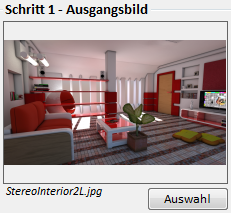 Schritt 1 - Ausgangsbild
StereoInterior2L.jpg
Auswahl